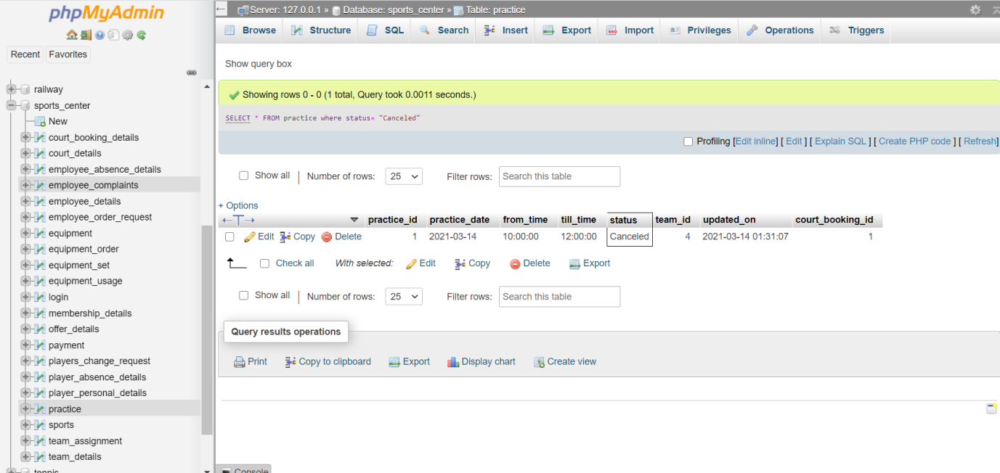 phpMyAdmin
Recent Favorites
railway
sports_center
New
court_booking_details
court_details
employee_absence_details
employee_complaints
employee_details
employee_order_request
equipment
equipment_order
equipment_set
equipment_usage
login
membership_details
offer_details
payment
players_change_request
player_absence_details
player_personal_details
practice
sports
team_assignment
team_details
tennis
Server: 127.0.0.1 » Database: sports_center » Table: practice
Browse Structure SQL Search Insert Export Import Privileges Operations Triggers
Show query box
Showing rows 0 - 0 (1 total, Query took 0.0011 seconds.)
SELECT * FROM practice where status= "Canceled"
Profiling [Edit inline] [ Edit ] [ Explain SQL ] [ Create PHP code ] [ Refresh]
Show all | Number of rows: 25 Filter rows: Search this table
+ Options
practice_id practice_date from_time till_time status team_id updated_on court_booking_id
Edit Copy Delete 1 2021-03-14 10:00:00 12:00:00 Canceled 4 2021-03-14 01:31:07 1
Check all With selected: Edit Copy Delete Export
Show all | Number of rows: 25 Filter rows: Search this table
Query results operations
Print Copy to clipboard Export Display chart Create view
Console